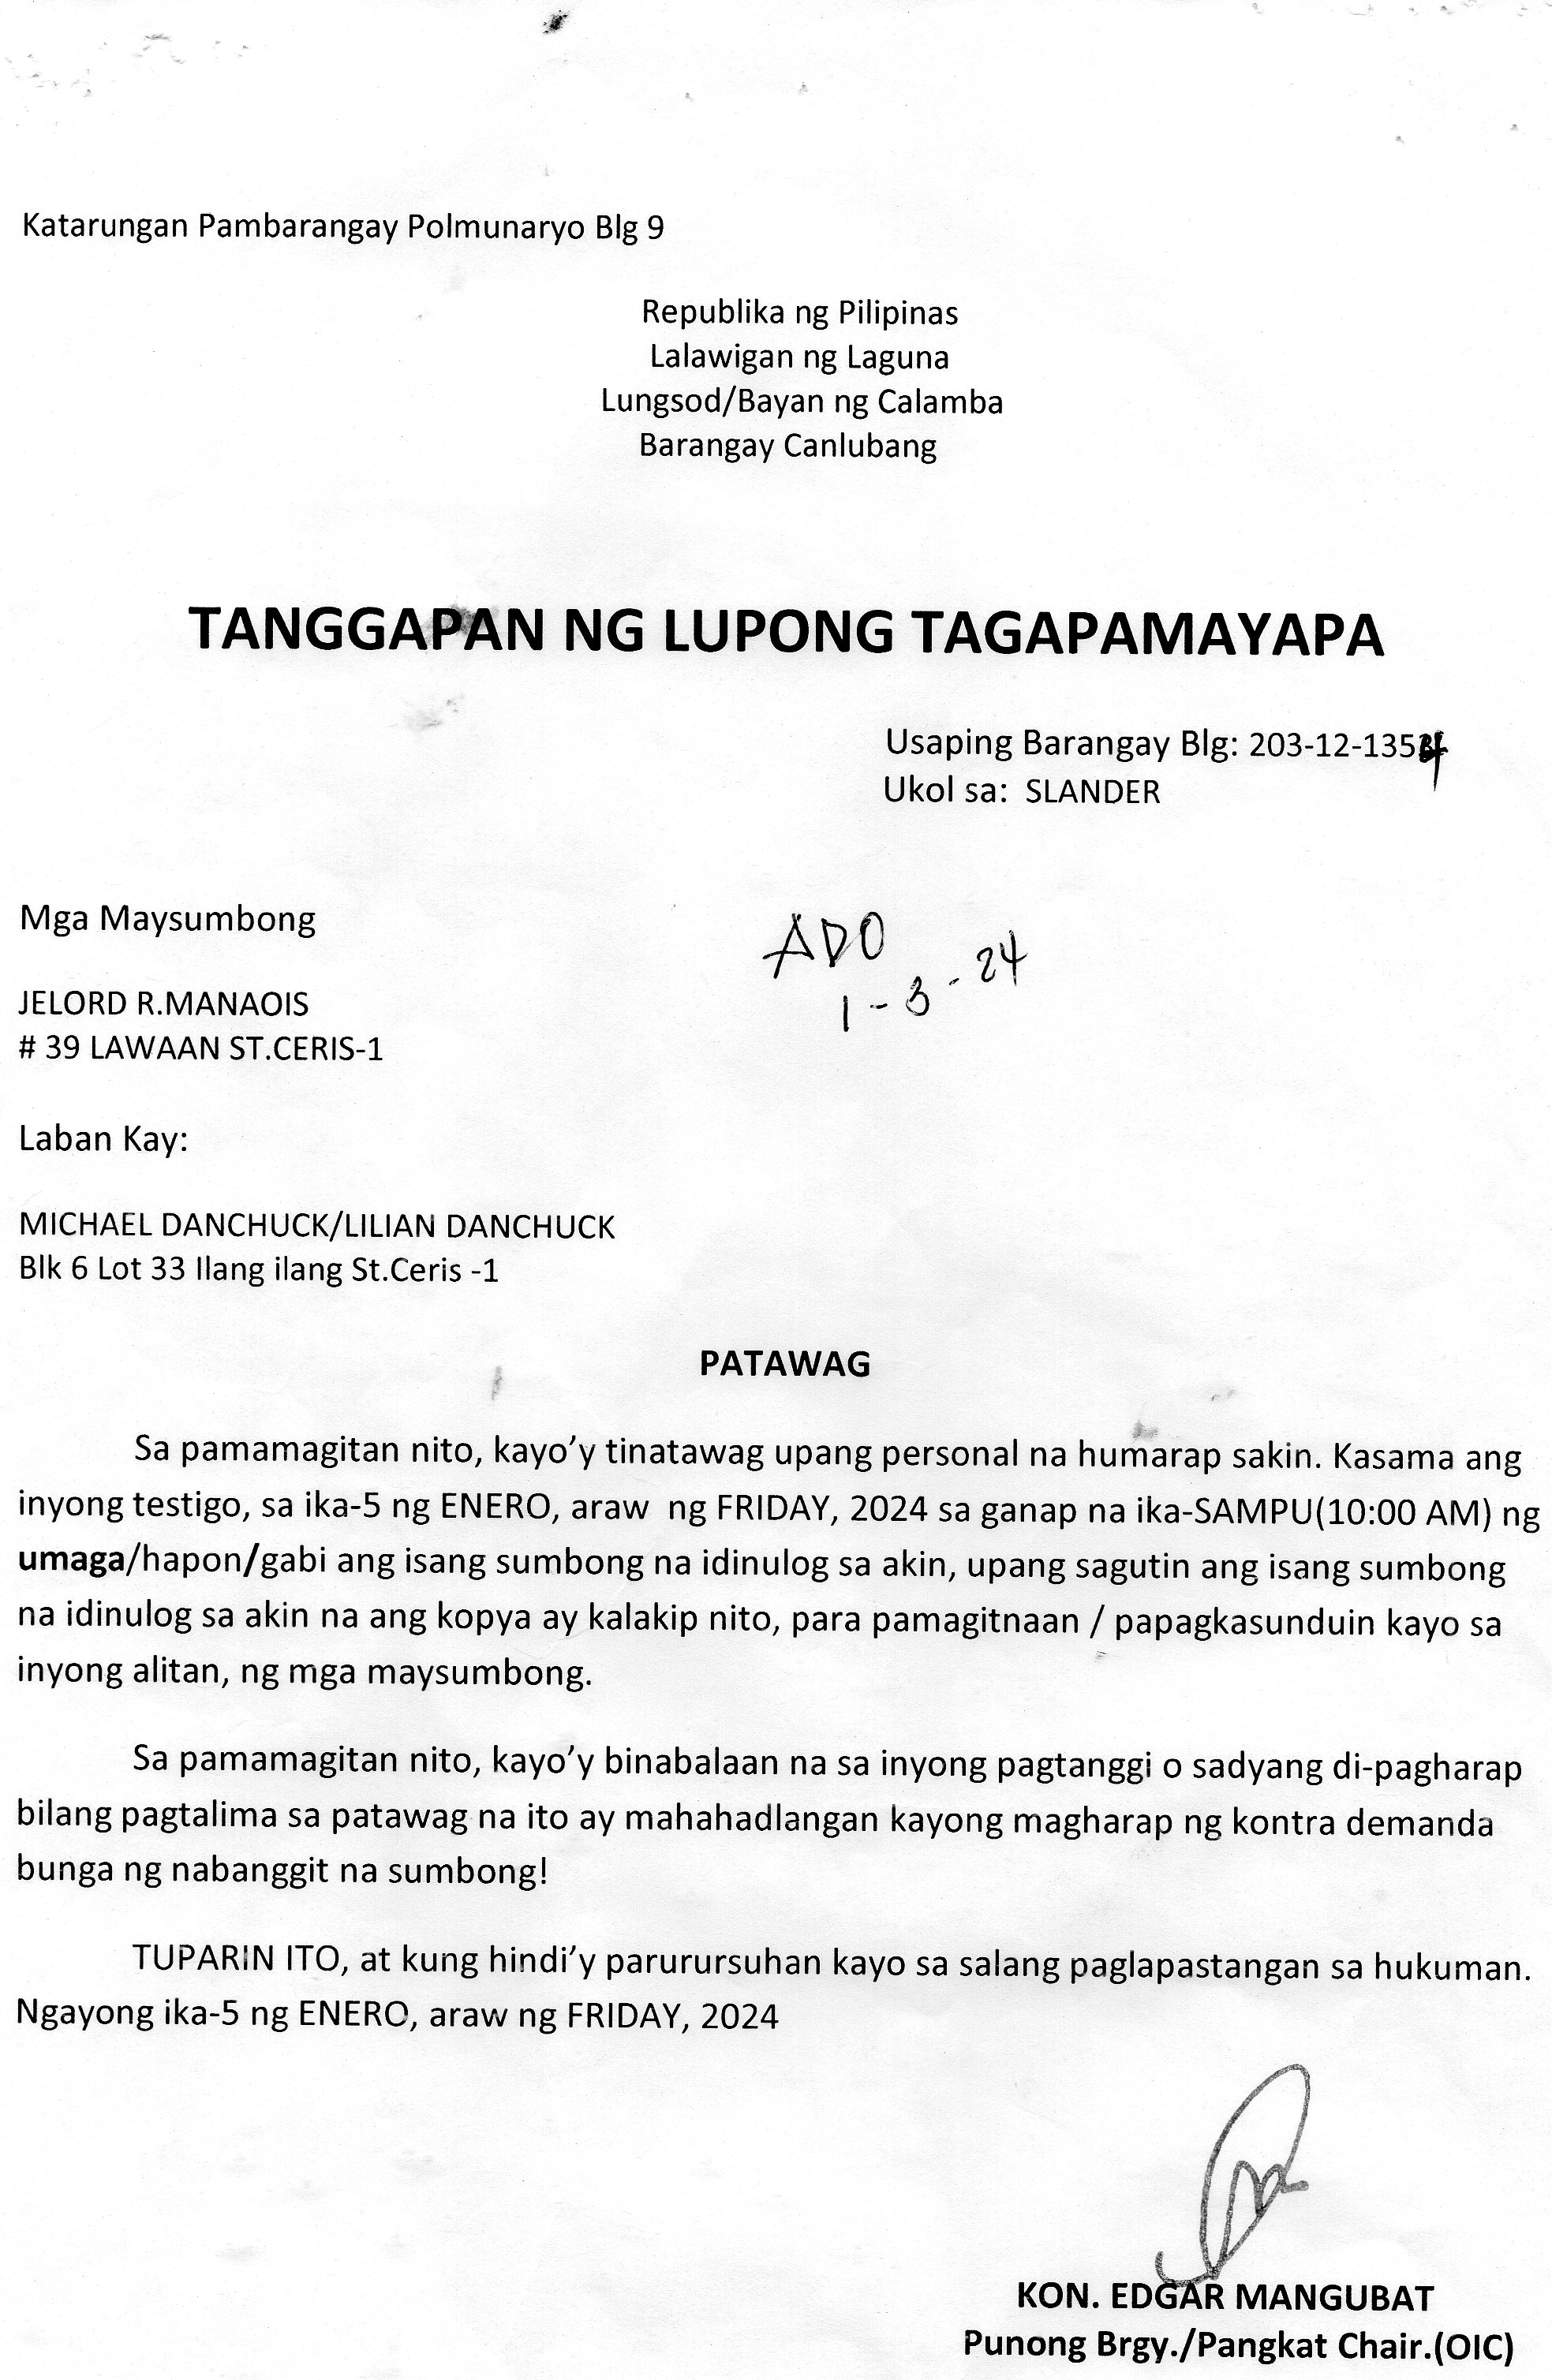 Katarungan Pambarangay Polmunaryo Blg 9
Republika ng Pilipinas
Lalawigan ng Laguna
Lungsod/Bayan ng Calamba
Barangay Canlubang
TANGGAPAN NG LUPONG TAGAPAMAYAPA
Usaping Barangay Blg: 203-12-1354
Ukol sa: SLANDER
Mga Maysumbong
ADO
1-3-24
JELORD R.MANAOIS
# 39 LAWAAN ST.CERIS-1
Laban Kay:
MICHAEL DANCHUCK/LILIAN DANCHUCK
Blk 6 Lot 33 Ilang ilang St.Ceris -1
PATAWAG
Sa pamamagitan nito, kayo’y tinatawag upang personal na humarap sakin. Kasama ang
inyong testigo, sa ika-5 ng ENERO, araw ng FRIDAY, 2024 sa ganap na ika-SAMPU(10:00 AM) ng
umaga/hapon/gabi ang isang sumbong na idinulog sa akin, upang sagutin ang isang sumbong
na idinulog sa akin na ang kopya ay kalakip nito, para pamagitnaan / papagkasunduin kayo sa
inyong alitan, ng mga maysumbong.
Sa pamamagitan nito, kayo’y binabalaan na sa inyong pagtanggi o sadyang di-pagharap
bilang pagtalima sa patawag na ito ay mahahadlangan kayong magharap ng kontra demanda
bunga ng nabanggit na sumbong!
TUPARIN ITO, at kung hindi’y parurursuhan kayo sa salang paglapastangan sa hukuman.
Ngayong ika-5 ng ENERO, araw ng FRIDAY, 2024
KON. EDGAR MANGUBAT
Punong Brgy./Pangkat Chair.(OIC)